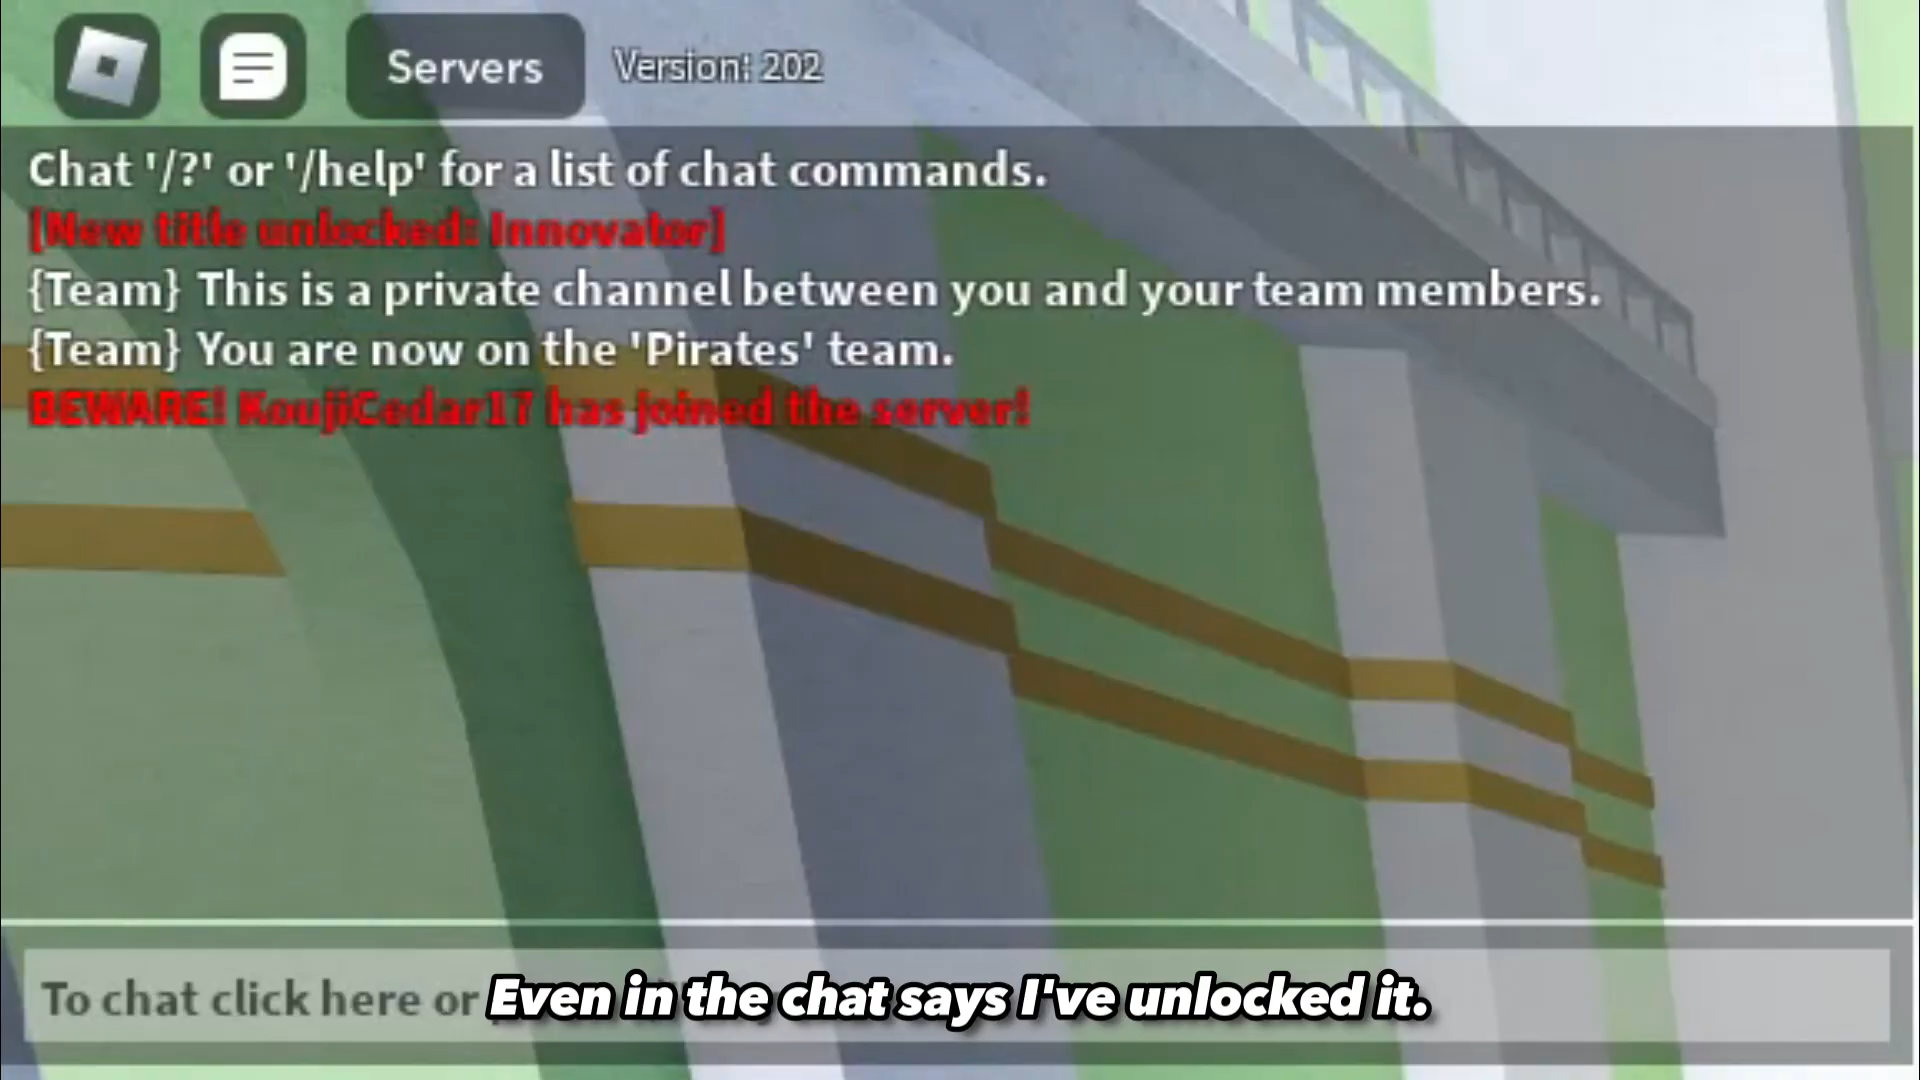 Servers
Version: 202
Chat '/?' or '/help' for a list of chat commands.
[New title unlocked: Innovator]
{Team} This is a private channel between you and your team members.
{Team} You are now on the 'Pirates' team.
BEWARE! KoujiCedar17 has joined the server!
To chat click here or
Even in the chat says I've unlocked it.